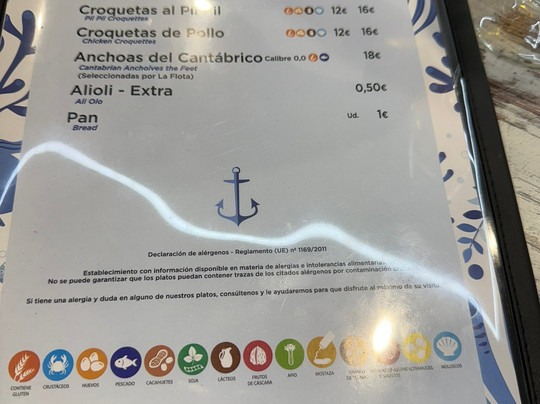 Croquetas al Pil Pil 12€ 16€
Pil Pil Croquettes
Croquetas de Pollo 12€ 16€
Chicken Croquettes
Anchoas del Cantábrico Calibre 0,0 18€
Cantabrian Anchoives the Feet
(Seleccionadas por La Flota)
Alioli - Extra 0,50€
Ali Olo
Pan Ud. 1€
Bread
Declaración de alérgenos - Reglamento (UE) nº 1169/2011
Establecimiento con información disponible en materia de alergias e intolerancias alimentarias
No se puede garantizar que los platos puedan contener trazas de los citados alérgenos por contaminación
Si tiene una alergia y duda en alguno de nuestros platos, consúltenos y le ayudaremos para que disfrute al máximo de su visita
CONTIENE GLUTEN CRUSTÁCEO HUEVOS PESCADO CACAHUETES SOJA LÁCTEOS FRUTOS DE CÁSCARA APIO MOSTAZA MOLUSCOS